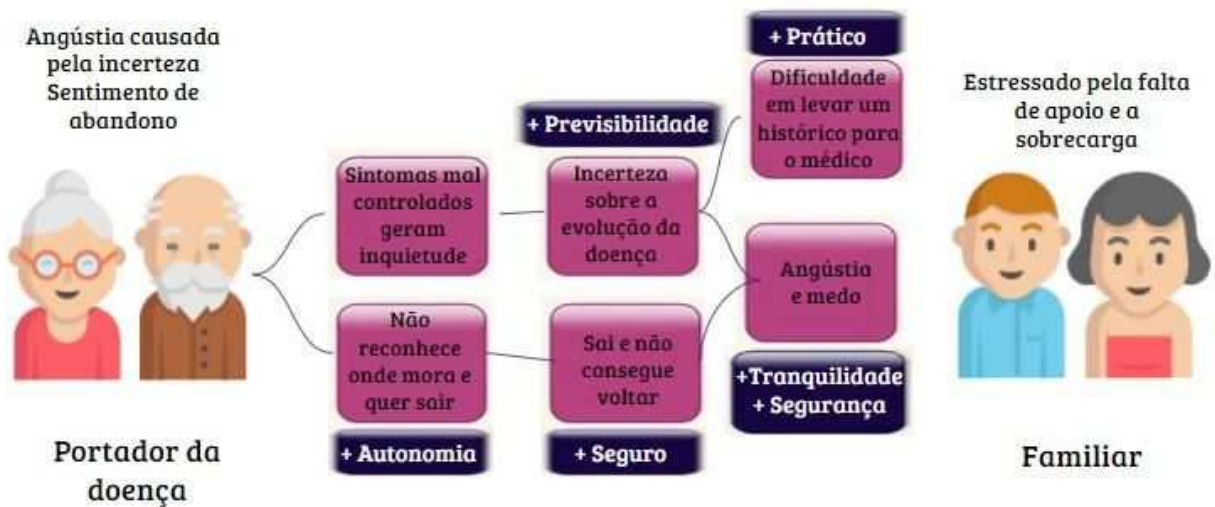 Angústia causada
pela incerteza
Sentimento de
abandono
Portador da
doença
Sintomas mal
controlados
geram
inquietude
Não
reconhece
onde mora e
quer sair
+ Autonomia
+ Previsibilidade
Incerteza
sobre a
evolução da
doença
Sai e não
consegue
voltar
+ Seguro
+ Prático
Dificuldade
em levar um
histórico para
o médico
Angústia
e medo
+Tranquilidade
+ Segurança
Estressado pela falta
de apoio e a
sobrecarga
Familiar